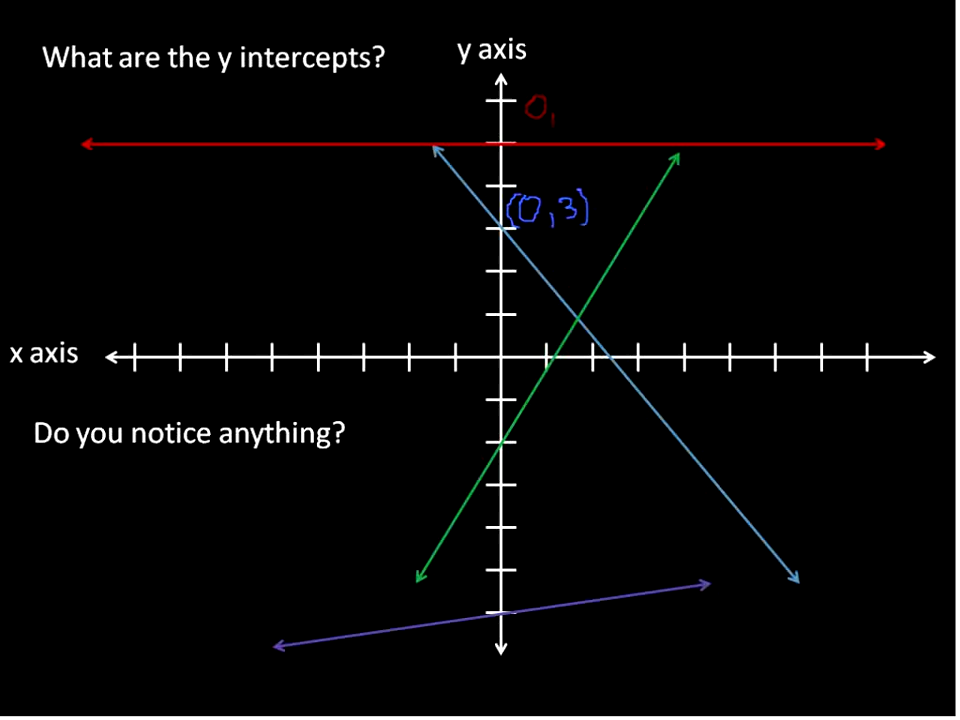 What are the y intercepts?
y axis
0,
(0,3)
x axis
Do you notice anything?